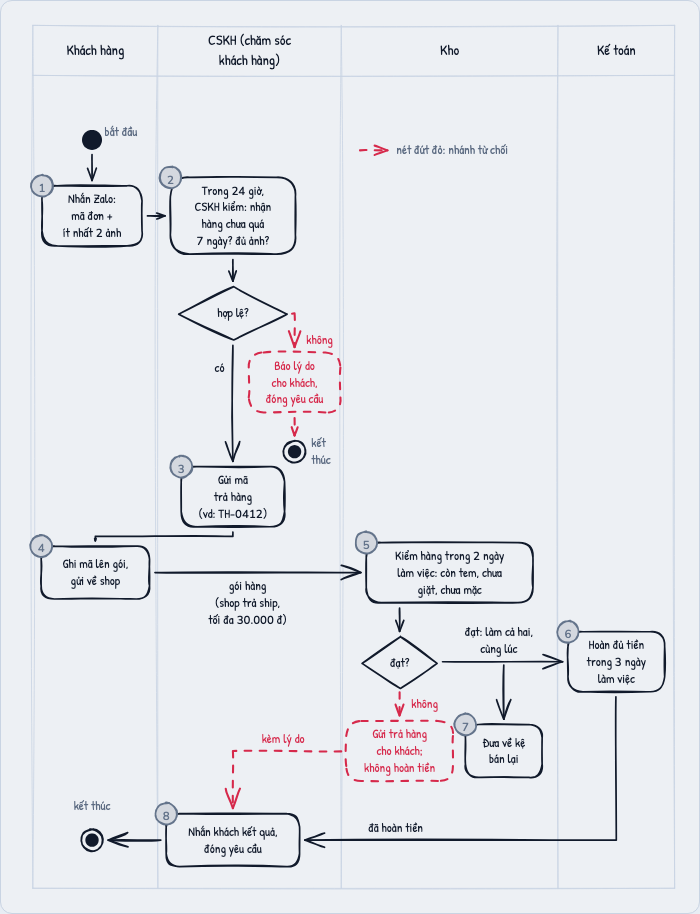 Khách hàng
CSKH (chăm sóc
khách hàng)
Kho
Kế toán
bắt đầu
nét đứt đỏ: nhánh từ chối
1
Nhắn Zalo:
mã đơn +
ít nhất 2 ảnh
2
Trong 24 giờ,
CSKH kiểm: nhận
hàng chưa quá
7 ngày? đủ ảnh?
hợp lệ?
không
có
Báo lý do
cho khách,
đóng yêu cầu
kết
thúc
3
Gửi mã
trả hàng
(vd: TH-0412)
4
Ghi mã lên gói,
gửi về shop
gói hàng
(shop trả ship,
tối đa 30.000 đ)
5
Kiểm hàng trong 2 ngày
làm việc: còn tem, chưa
giặt, chưa mặc
đạt?
đạt: làm cả hai,
cùng lúc
6
Hoàn đủ tiền
trong 3 ngày
làm việc
không
Gửi trả hàng
cho khách;
không hoàn tiền
7
Đưa về kệ
bán lại
kèm lý do
kết thúc
8
Nhắn khách kết quả,
đóng yêu cầu
đã hoàn tiền